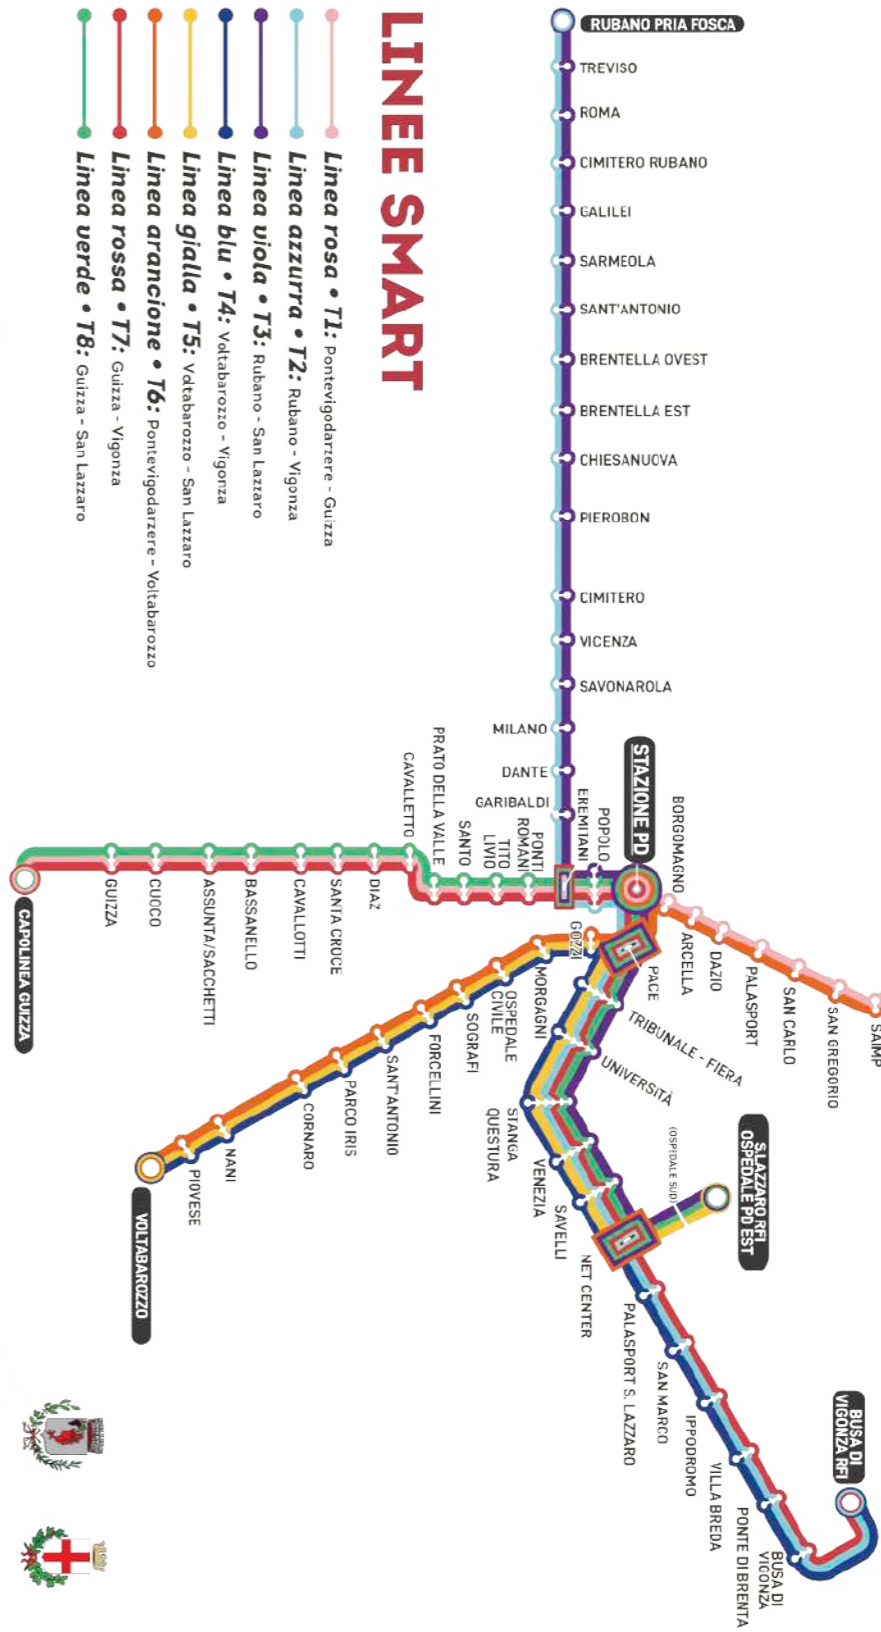 LINEE SMART
Linea rosa • T1: Pontevigodarzere - Guizza
Linea azzurra • T2: Rubano - Vigonza
Linea viola • T3: Rubano - San Lazzaro
Linea blu • T4: Voltabarozzo - Vigonza
Linea gialla • T5: Voltabarozzo - San Lazzaro
Linea arancione • T6: Pontevigodarzere - Voltabarozzo
Linea rossa • T7: Guizza - Vigonza
Linea verde • T8: Guizza - San Lazzaro
RUBANO PRIA FOSCA
TREVISO
ROMA
CIMITERO RUBANO
GALILEI
SARMEOLA
SANT'ANTONIO
BRENTELLA OVEST
BRENTELLA EST
CHIESANUOVA
PIEROBON
CIMITERO
VICENZA
SAVONAROLA
MILANO
DANTE
GARIBALDI
EREMITANI
POPOLO
STAZIONE PD
BORGOMAGNO
ARCELLA
DAZIO
PALASPORT
SAN CARLO
SAN GREGORIO
SAIMP
PONTI
ROMANI
TITO
LIVIO
SANTO
PRATO DELLA VALLE
CAVALLETTO
DIAZ
SANTA CROCE
CAVALLOTTI
BASSANELLO
ASSUNTA/SACCHETTI
CUOCO
GUIZZA
CAPOLINEA GUIZZA
GOZZI
MORGAGNI
OSPEDALE
CIVILE
SOGRAFI
FORCELLINI
SANT'ANTONIO
PARCO IRIS
CORNARO
NANI
PIOVESE
VOLTABAROZZO
PACE
TRIBUNALE - FIERA
UNIVERSITÀ
STANGA
QUESTURA
VENEZIA
SAVELLI
NET CENTER
(OSPEDALE SUD)
S.LAZZARO RFI
OSPEDALE PD EST
PALASPORT S. LAZZARO
SAN MARCO
IPPODROMO
VILLA BREDA
PONTE DI BRENTA
BUSA DI
VIGONZA
BUSA DI
VIGONZA RFI